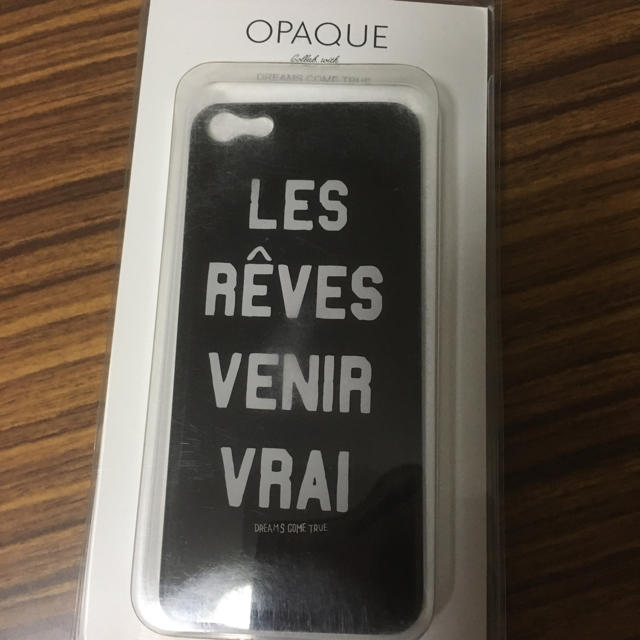 OPAQUE
Collab. with
DREAMS COME TRUE
LES
RÊVES
VENIR
VRAI
DREAMS COME TRUE